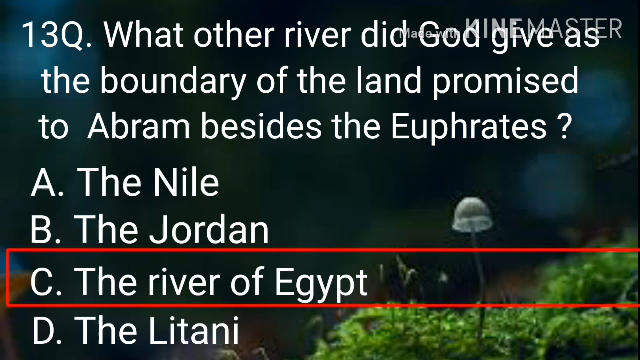 13Q. What other river did God give as
Made with KINEMASTER
the boundary of the land promised
to Abram besides the Euphrates ?
A. The Nile
B. The Jordan
C. The river of Egypt
D. The Litani